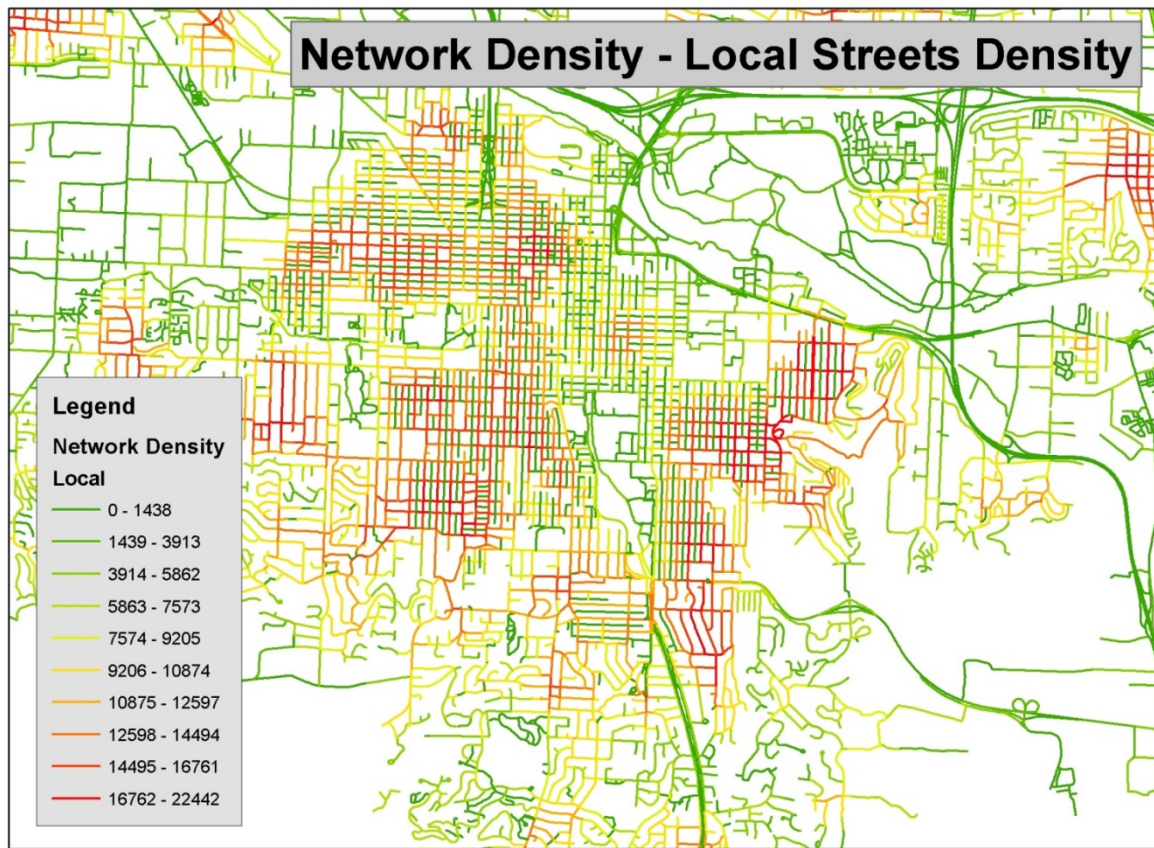 Network Density - Local Streets Density
Legend
Network Density
Local
0 - 1438
1439 - 3913
3914 - 5862
5863 - 7573
7574 - 9205
9206 - 10874
10875 - 12597
12598 - 14494
14495 - 16761
16762 - 22442